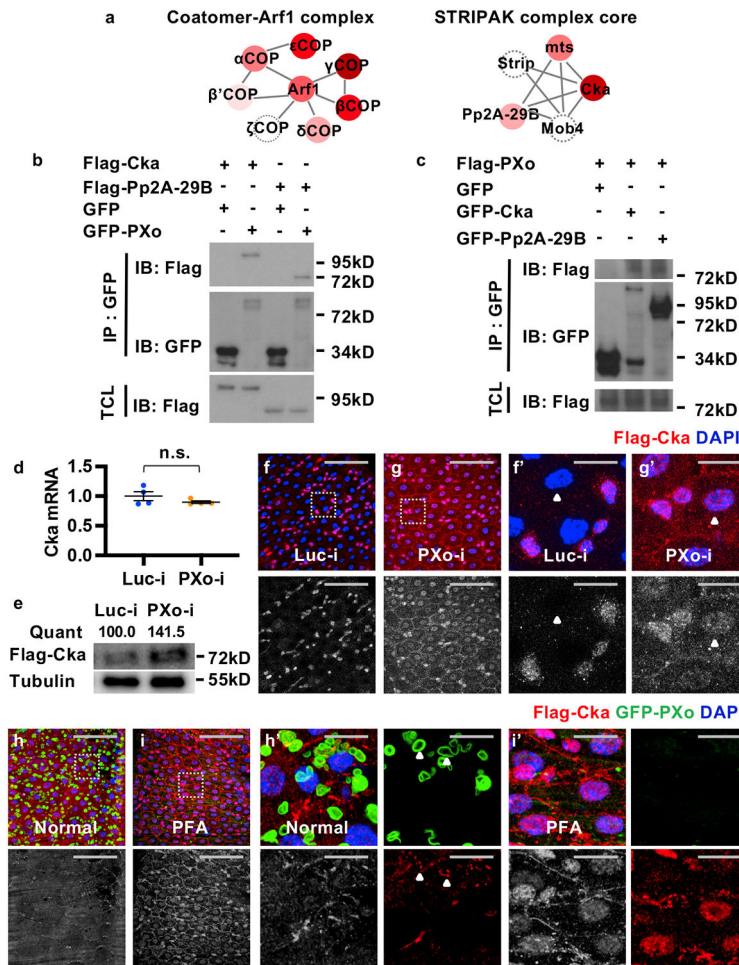 a
Coatomer-Arf1 complex
STRIPAK complex core
εCOP
αCOP
γCOP
β'COP
Arf1
βCOP
ζCOP
δCOP
mts
Strip
Cka
Pp2A-29B
Mob4
b
Flag-Cka + + - -
Flag-Pp2A-29B - - + +
GFP + - + -
GFP-PXo - + - +
IP : GFP
IB: Flag
95kD
72kD
72kD
IB: GFP
34kD
TCL
IB: Flag
95kD
c
Flag-PXo + + +
GFP + - -
GFP-Cka - + -
GFP-Pp2A-29B - - +
IP : GFP
IB: Flag
72kD
95kD
72kD
IB: GFP
34kD
TCL
IB: Flag
72kD
d
n.s.
Cka mRNA
1.5
1.0
0.5
0.0
Luc-i PXo-i
e
Luc-i PXo-i
Quant 100.0 141.5
Flag-Cka 72kD
Tubulin 55kD
Flag-Cka DAPI
f
Luc-i
g
PXo-i
f'
Luc-i
g'
PXo-i
Flag-Cka GFP-PXo DAPI
h
Normal
i
PFA
h'
Normal
i'
PFA